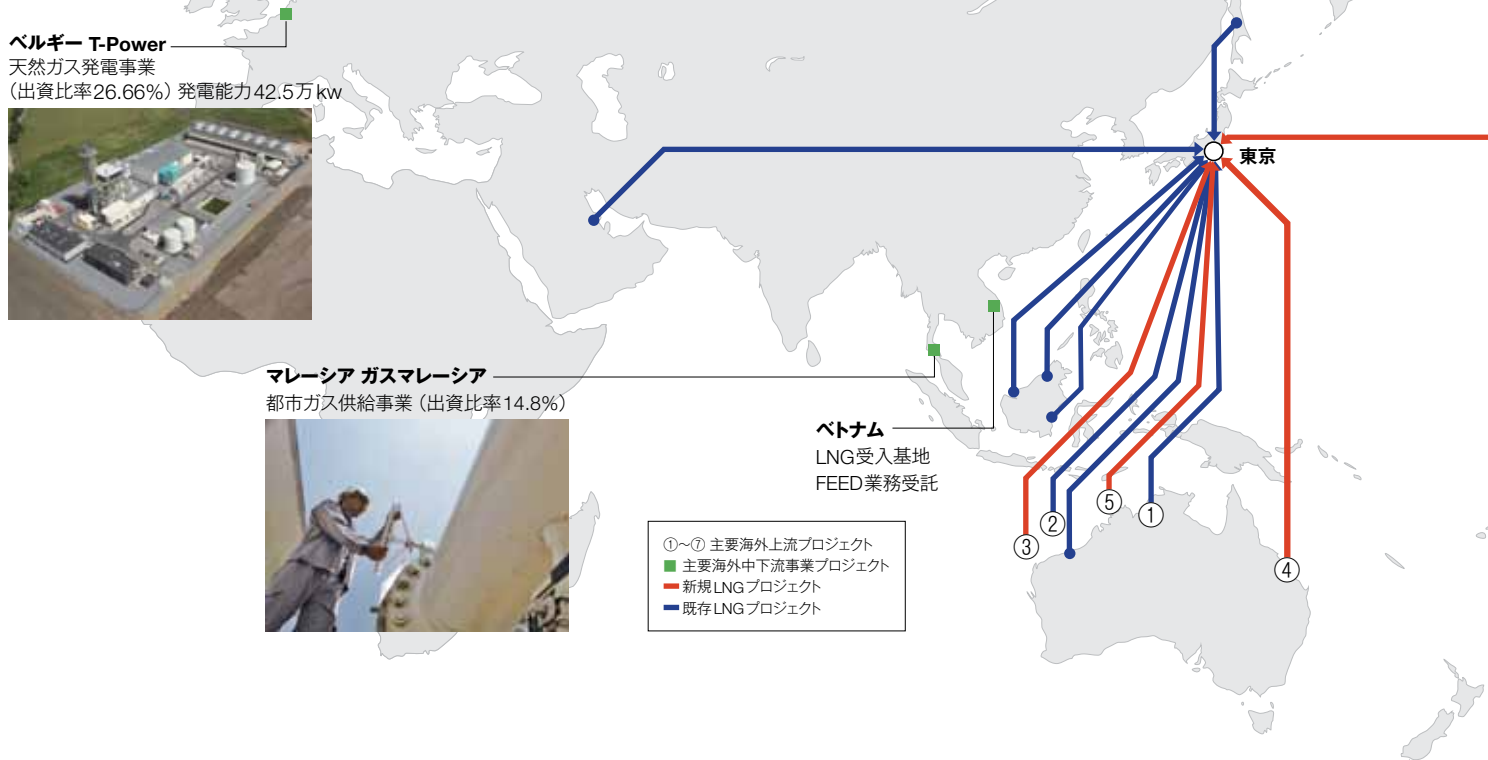 ベルギー T-Power
天然ガス発電事業
（出資比率26.66%）発電能力42.5万kw
東京
マレーシア ガスマレーシア
都市ガス供給事業（出資比率14.8%）
ベトナム
LNG受入基地
FEED業務受託
①〜⑦ 主要海外上流プロジェクト
主要海外中下流事業プロジェクト
新規LNGプロジェクト
既存LNGプロジェクト
③
②
⑤
①
④